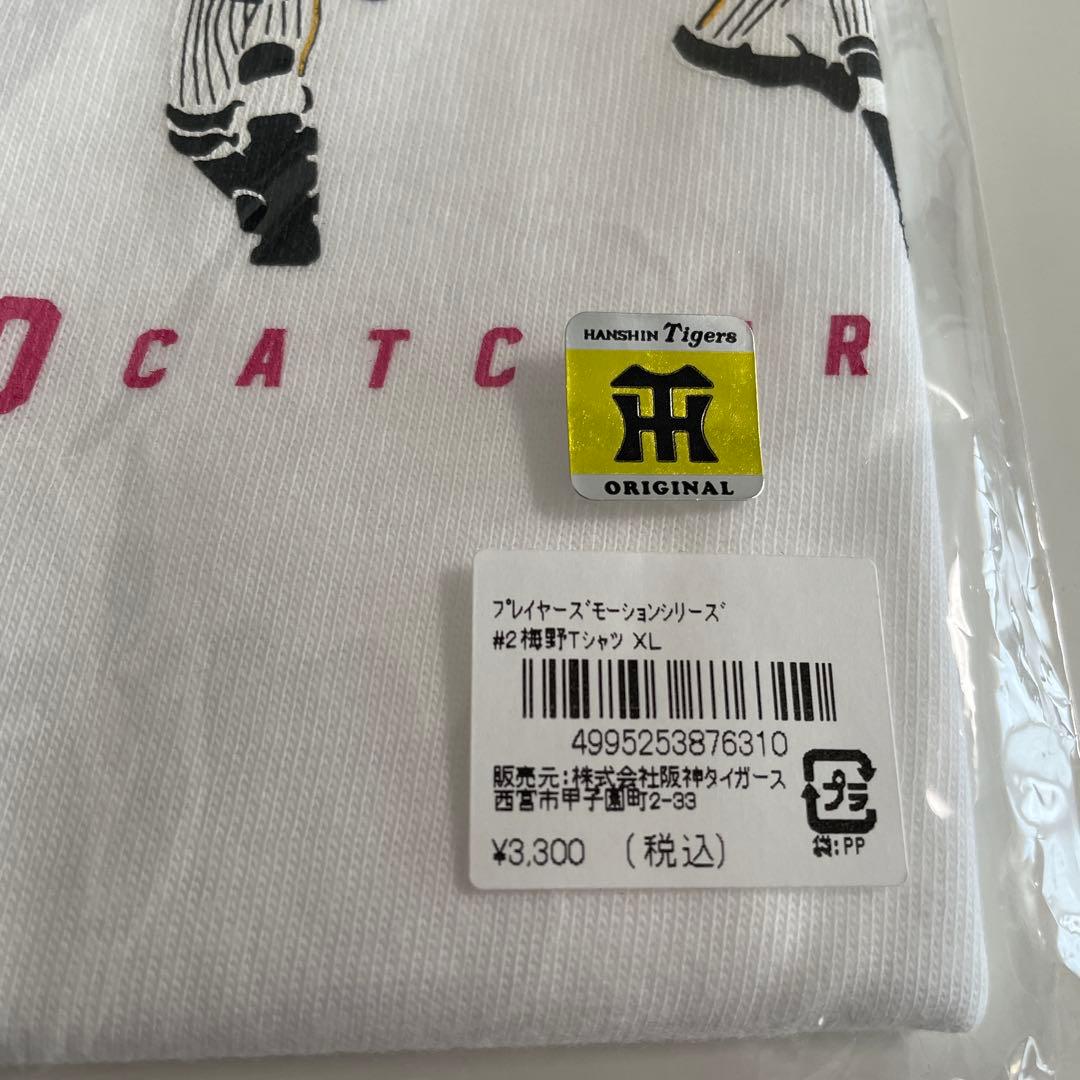 CATC R
HANSHIN Tigers
TH
ORIGINAL
ﾌﾟﾚｲﾔｰｽﾞﾓｰｼｮﾝｼﾘｰｽﾞ
#2梅野Tｼｬﾂ XL
4995253876310
販売元:株式会社阪神タイガース
西宮市甲子園町2-33
¥3,300 (税込)
プラ
袋:PP